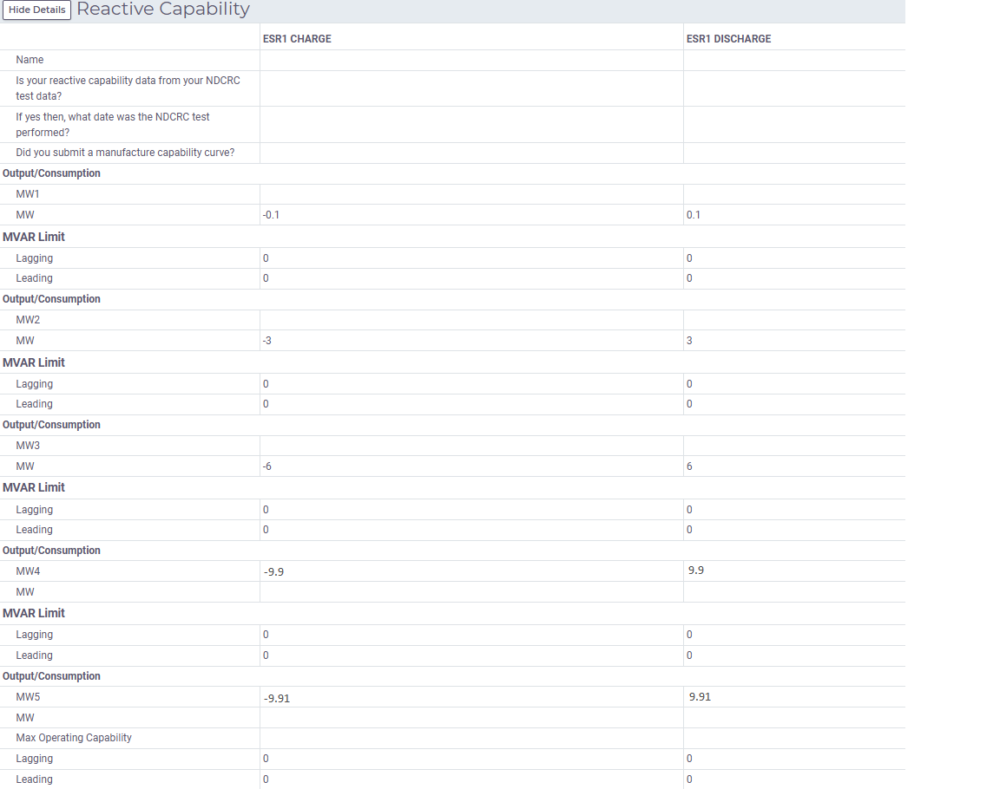 Hide Details Reactive Capability
ESR1 CHARGE ESR1 DISCHARGE
Name
Is your reactive capability data from your NDCRC
test data?
If yes then, what date was the NDCRC test
performed?
Did you submit a manufacture capability curve?
Output/Consumption
MW1
MW -0.1 0.1
MVAR Limit
Lagging 0 0
Leading 0 0
Output/Consumption
MW2
MW -3 3
MVAR Limit
Lagging 0 0
Leading 0 0
Output/Consumption
MW3
MW -6 6
MVAR Limit
Lagging 0 0
Leading 0 0
Output/Consumption
MW4 -9.9 9.9
MW
MVAR Limit
Lagging 0 0
Leading 0 0
Output/Consumption
MW5 -9.91 9.91
MW
Max Operating Capability
Lagging 0 0
Leading 0 0